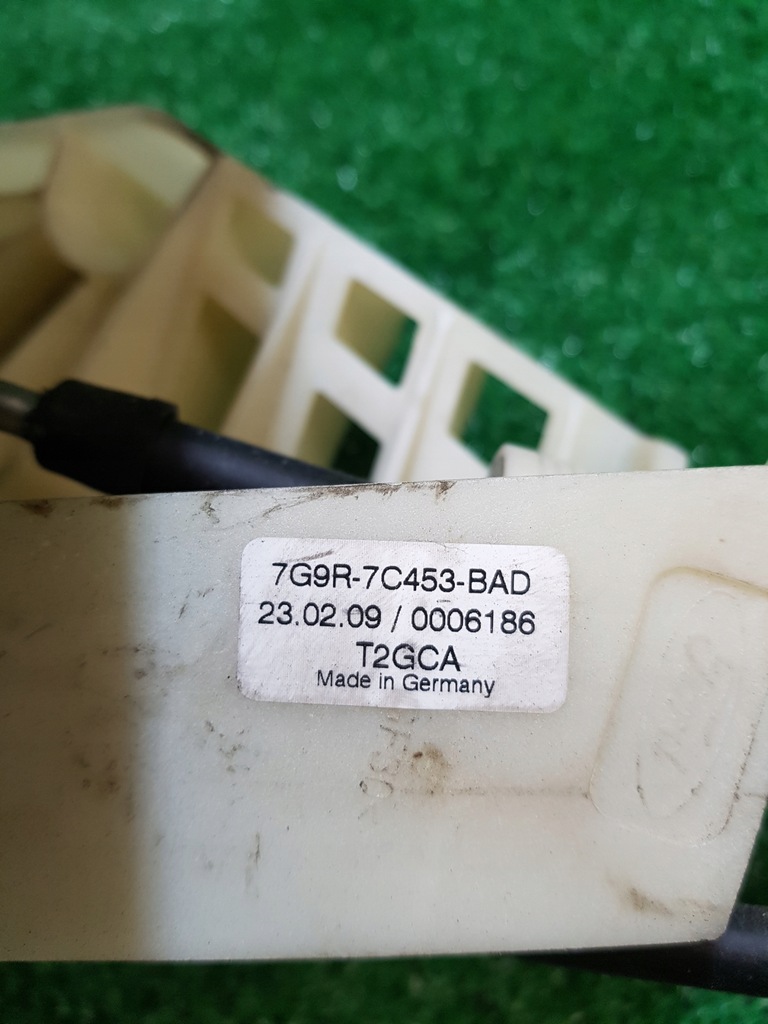 7G9R-7C453-BAD
23.02.09 / 0006186
T2GCA
Made in Germany